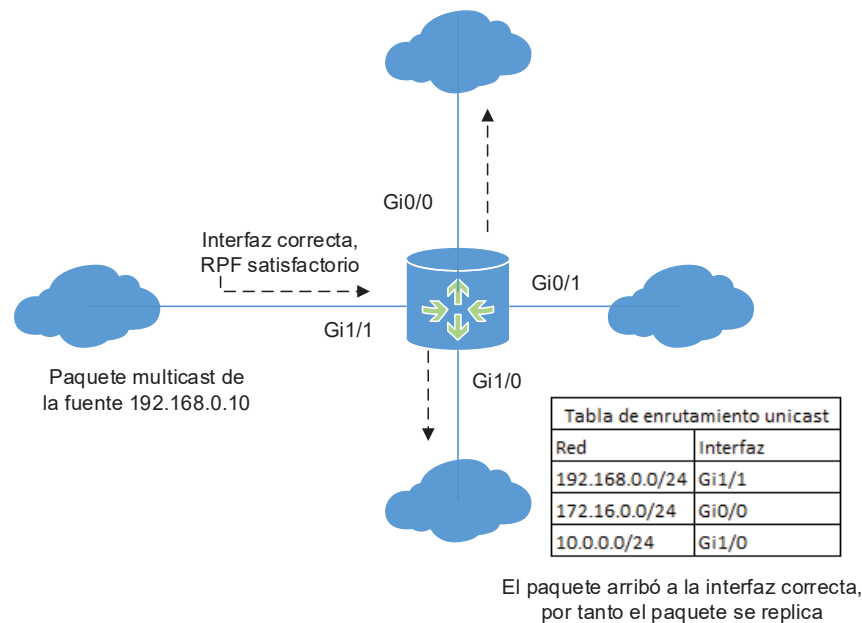 Gi0/0
Interfaz correcta,
RPF satisfactorio
Gi0/1
Gi1/1
Paquete multicast de
la fuente 192.168.0.10
Gi1/0
Tabla de enrutamiento unicast
Red Interfaz
192.168.0.0/24 Gi1/1
172.16.0.0/24 Gi0/0
10.0.0.0/24 Gi1/0
El paquete arribó a la interfaz correcta,
por tanto el paquete se replica